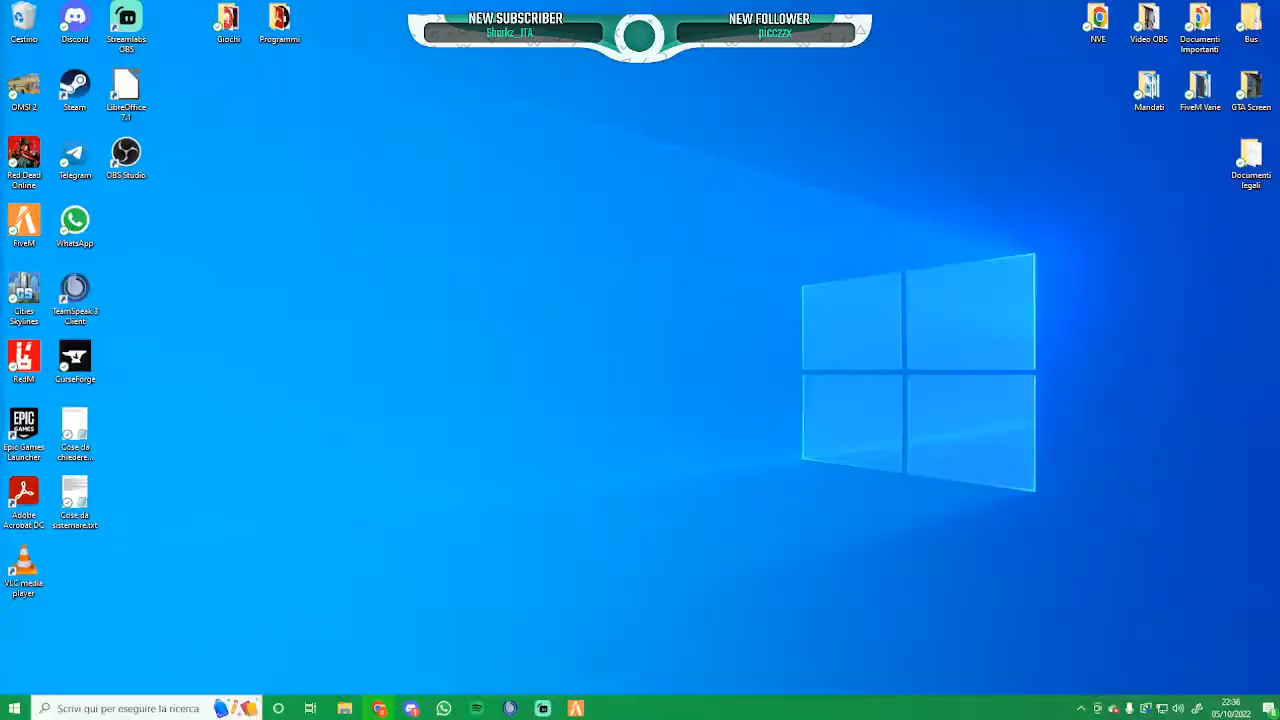 NEW SUBSCRIBER
Sharkz_ITA
NEW FOLLOWER
picczzx
Cestino
Discord
Streamlabs
OBS
Giochi
Programmi
NVE
Video OBS
Documenti
Importanti
Bus
OMSI 2
Steam
LibreOffice
7.1
Mandati
FiveM Varie
GTA Screen
Red Dead
Online
Telegram
OBS Studio
Documenti
legali
FiveM
WhatsApp
Cities
Skylines
TeamSpeak 3
Client
RedM
CurseForge
EPIC
GAMES
Epic Games
Launcher
Cose da
chiedere...
Adobe
Acrobat DC
Cose da
sistemare.txt
VLC media
player
Scrivi qui per eseguire la ricerca
22:36
05/10/2022